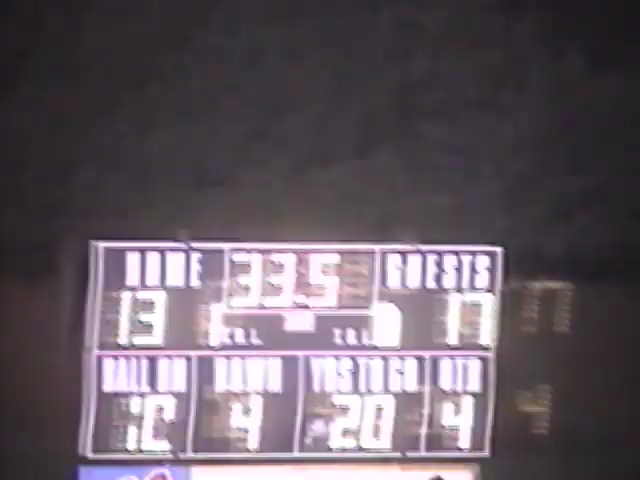 HOME 33.5 GUESTS
13 T.O.L. T.O.L. 17
BALL ON DOWN YDS TO GO QTR
4 20 4